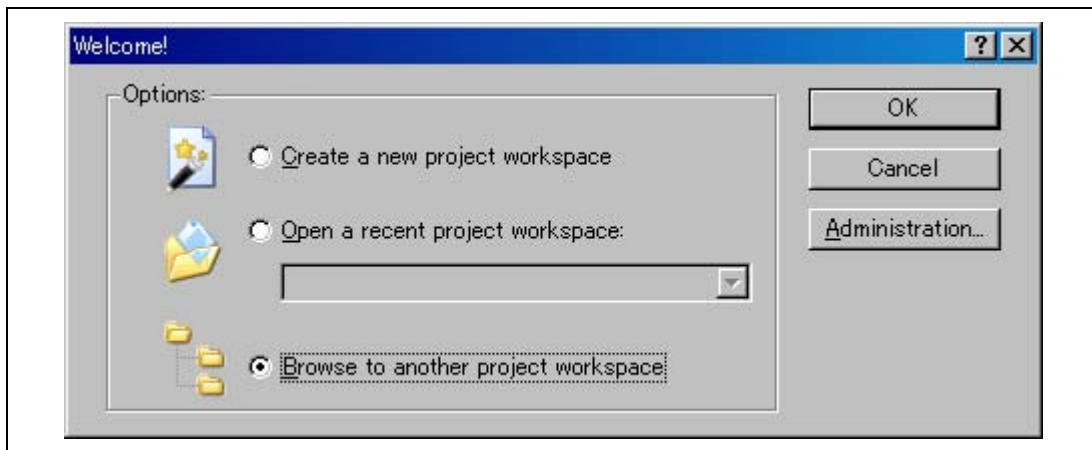 Welcome!
Options:
Create a new project workspace
Open a recent project workspace:
Browse to another project workspace
OK
Cancel
Administration...